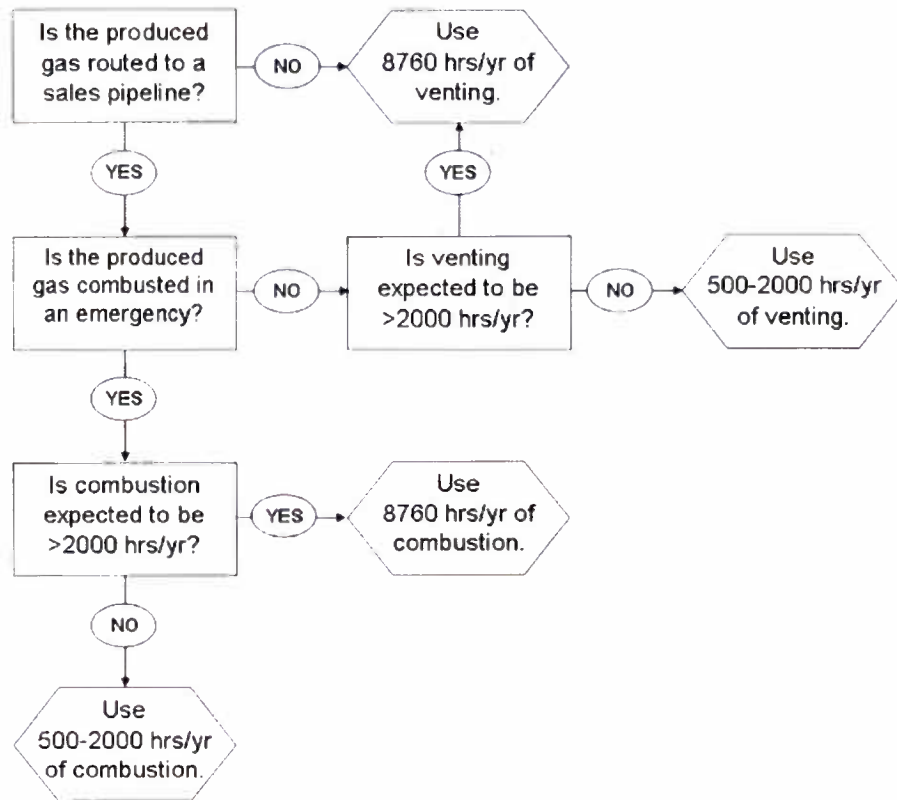 Is the produced
gas routed to a
sales pipeline?
NO
Use
8760 hrs/yr of
venting.
YES
YES
Is the produced
gas combusted in
an emergency?
NO
Is venting
expected to be
>2000 hrs/yr?
NO
Use
500-2000 hrs/yr
of venting.
YES
Is combustion
expected to be
>2000 hrs/yr?
YES
Use
8760 hrs/yr of
combustion.
NO
Use
500-2000 hrs/yr
of combustion.